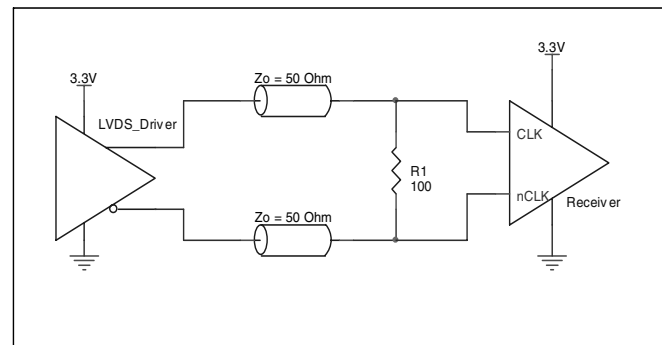 3.3V
LVDS_Driver
Zo = 50 Ohm
Zo = 50 Ohm
R1
100
3.3V
CLK
nCLK
Receiver